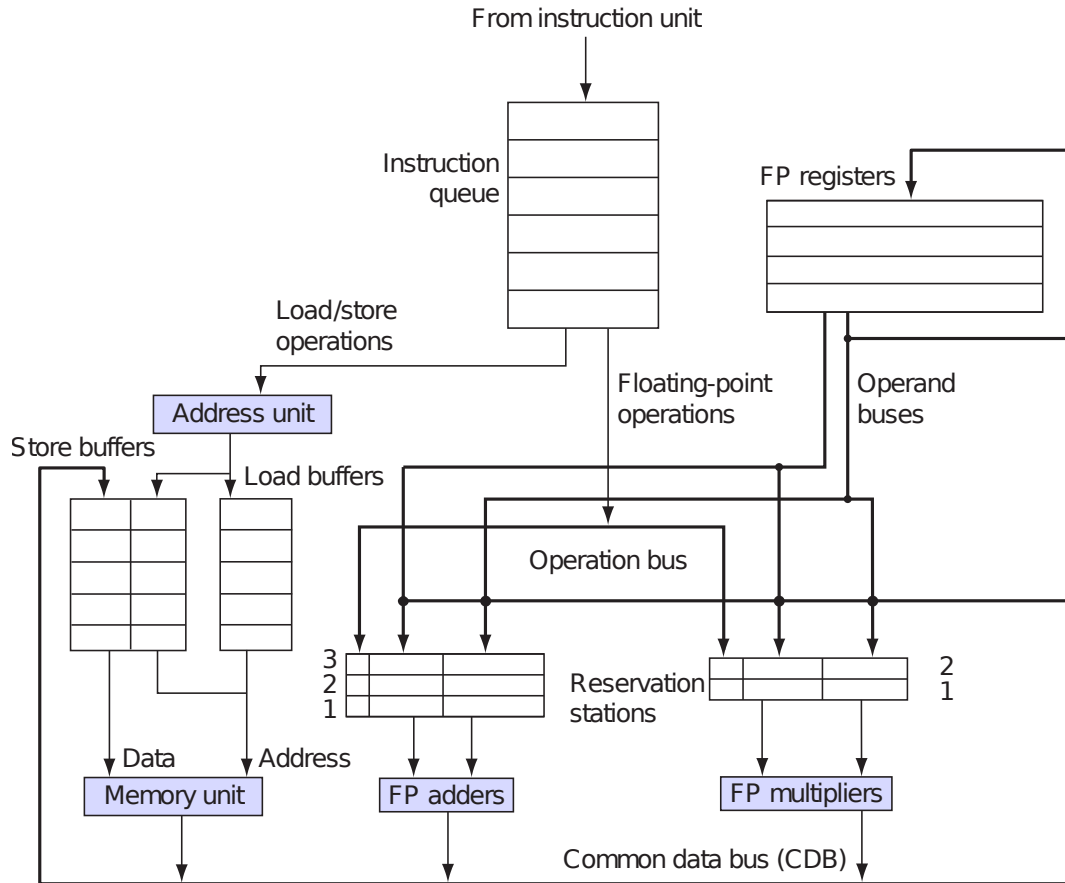 From instruction unit
Instruction
queue
FP registers
Load/store
operations
Floating-point
operations
Operand
buses
Address unit
Store buffers
Load buffers
Operation bus
3
2
1
Reservation
stations
2
1
Data
Address
Memory unit
FP adders
FP multipliers
Common data bus (CDB)